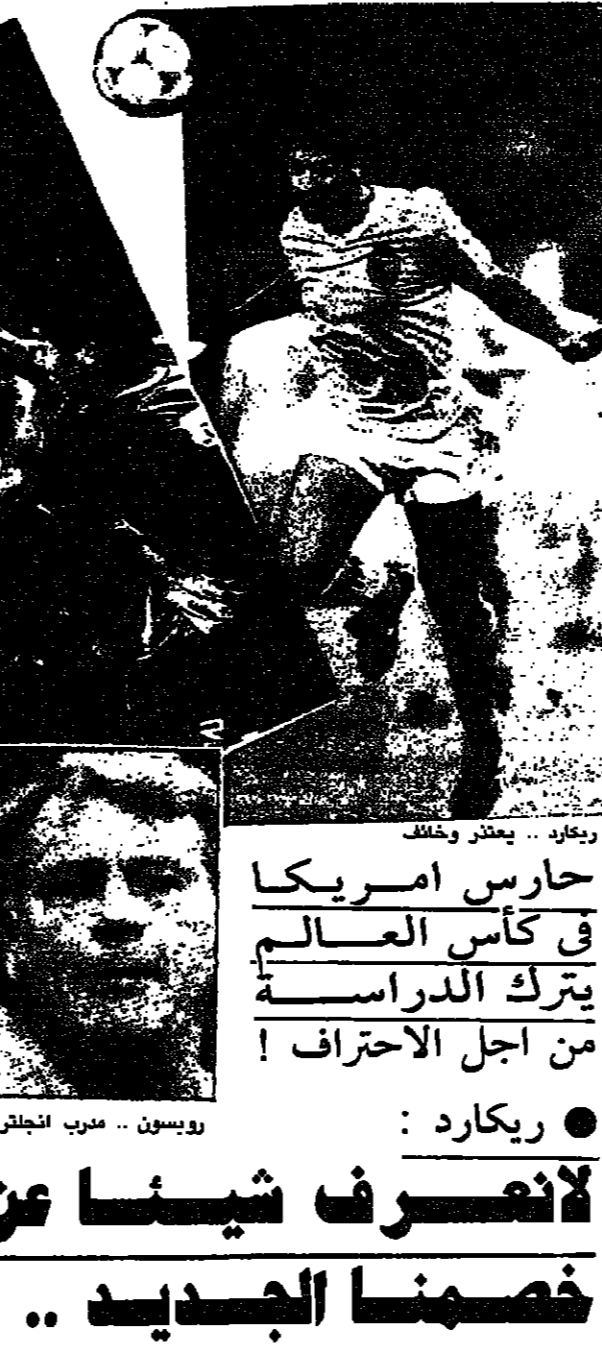 ريكارد .. يعتذر وخائف
حارس امريكا
فى كأس العالم
يترك الدراسة
من اجل الاحتراف !
روبسون .. مدرب انجلتر
● ريكارد :
لانعرف شيئا عن
خصمنا الجديد ..